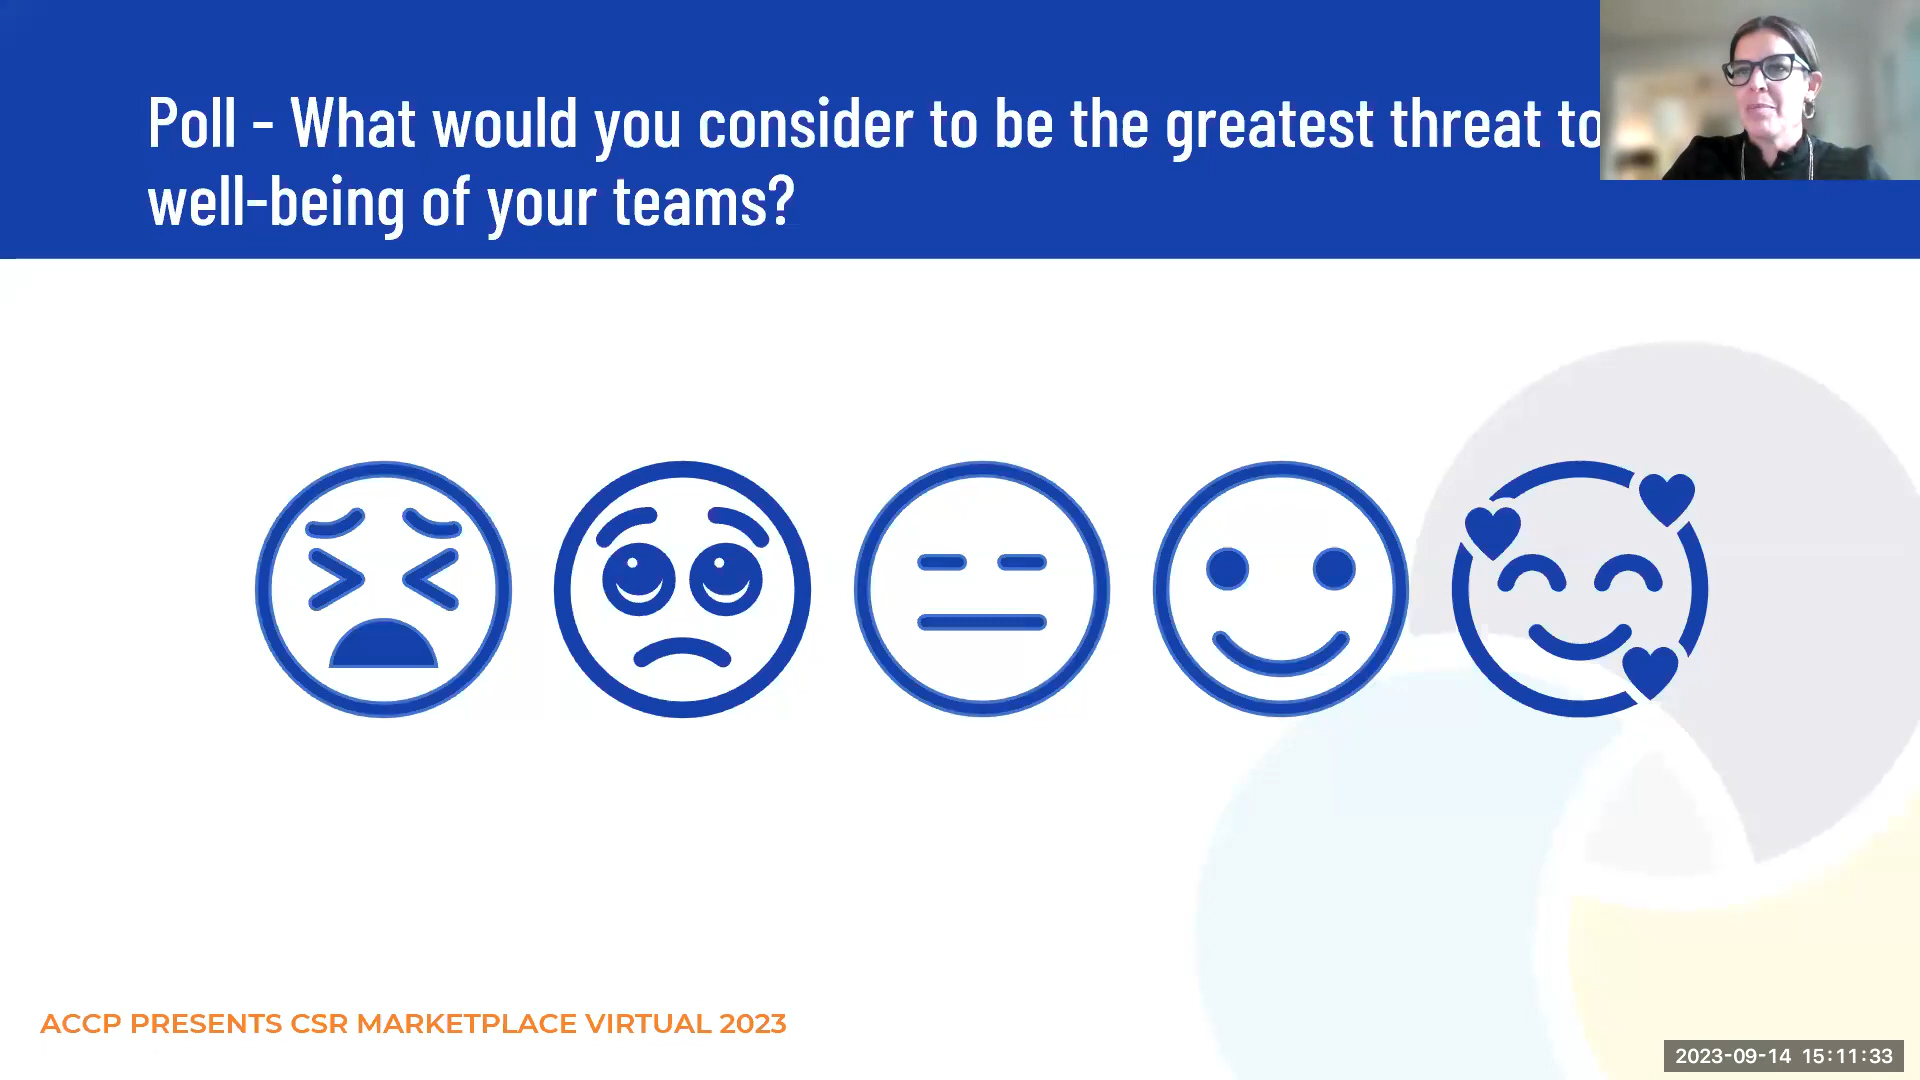 Poll - What would you consider to be the greatest threat to
well-being of your teams?
ACCP PRESENTS CSR MARKETPLACE VIRTUAL 2023
2023-09-14 15:11:33